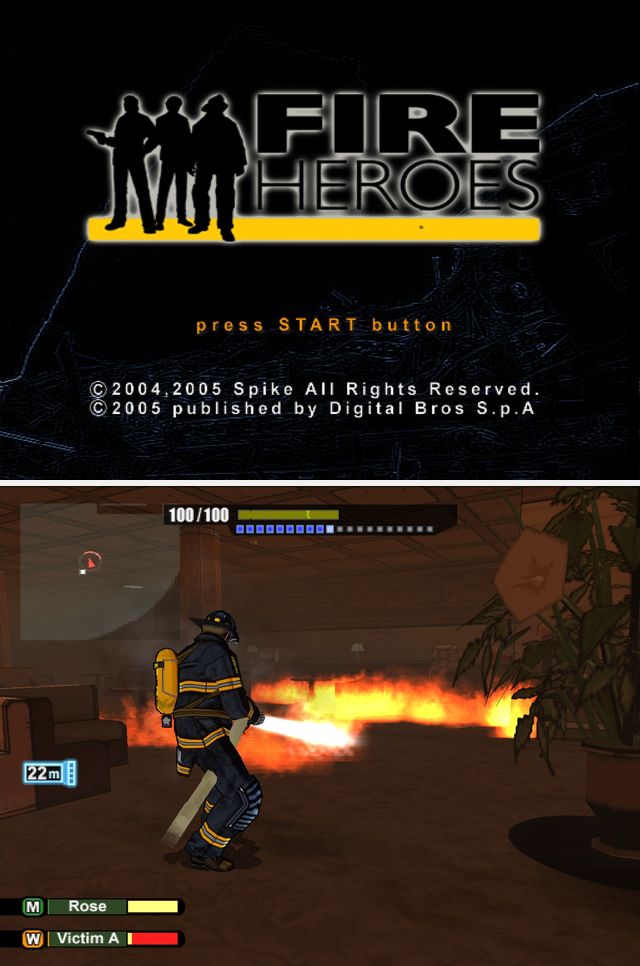 FIRE
HEROES
press START button
©2004,2005 Spike All Rights Reserved.
©2005 published by Digital Bros S.p.A
100/100
22m
M Rose
W Victim A